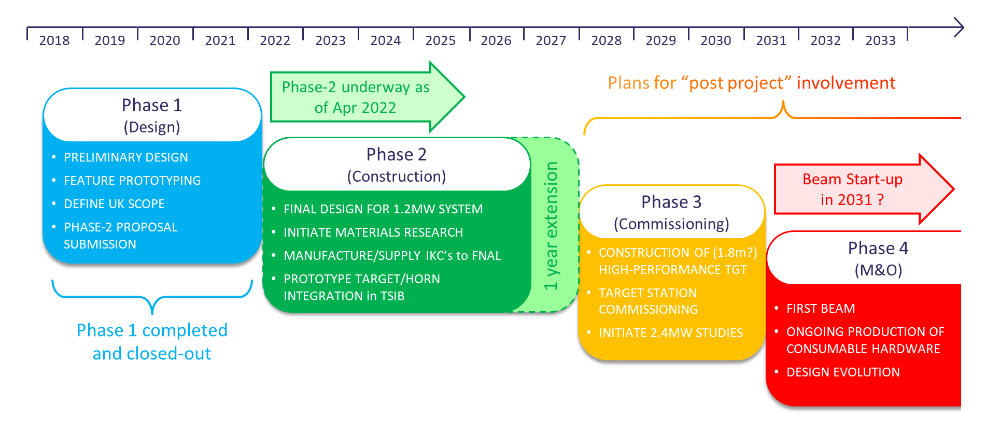 2018 2019 2020 2021 2022 2023 2024 2025 2026 2027 2028 2029 2030 2031 2032 2033
Phase 1
(Design)
• PRELIMINARY DESIGN
• FEATURE PROTOTYPING
• DEFINE UK SCOPE
• PHASE-2 PROPOSAL
SUBMISSION
Phase 1 completed
and closed-out
Phase-2 underway as
of Apr 2022
Phase 2
(Construction)
• FINAL DESIGN FOR 1.2MW SYSTEM
• INITIATE MATERIALS RESEARCH
• MANUFACTURE/SUPPLY IKC’s to FNAL
• PROTOTYPE TARGET/HORN
INTEGRATION in TSIB
1 year extension
Plans for “post project” involvement
Phase 3
(Commissioning)
• CONSTRUCTION OF (1.8m?)
HIGH-PERFORMANCE TGT
• TARGET STATION
COMMISSIONING
• INITIATE 2.4MW STUDIES
Beam Start-up
in 2031 ?
Phase 4
(M&O)
• FIRST BEAM
• ONGOING PRODUCTION OF
CONSUMABLE HARDWARE
• DESIGN EVOLUTION